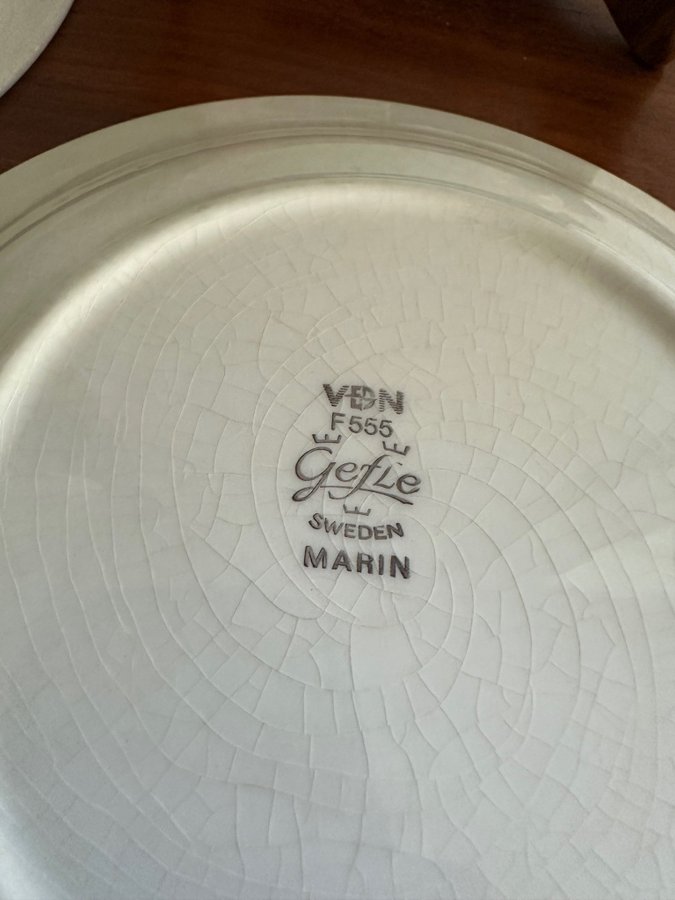 VDN
F555
Gefle
SWEDEN
MARIN